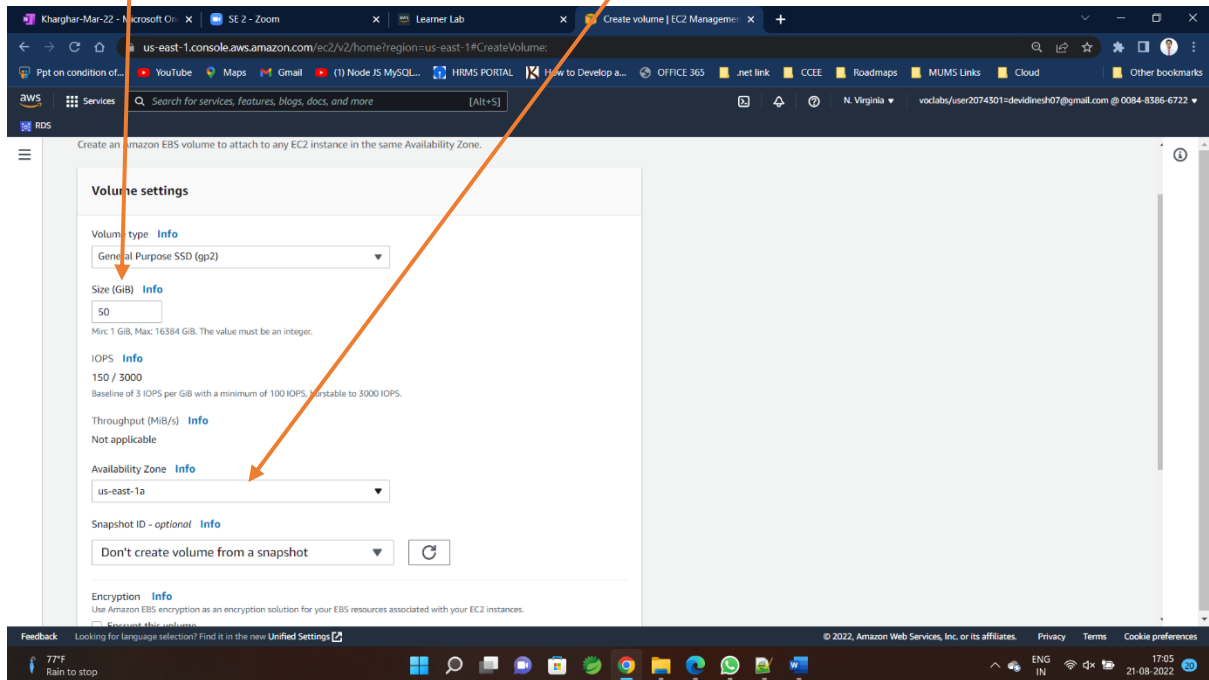 Kharghar-Mar-22 - Microsoft On
SE 2 - Zoom
Learner Lab
Create volume | EC2 Managemen
us-east-1.console.aws.amazon.com/ec2/v2/home?region=us-east-1#CreateVolume:
Ppt on condition of...
YouTube
Maps
Gmail
(1) Node JS MySQL...
HRMS PORTAL
How to Develop a...
OFFICE 365
.net link
CCEE
Roadmaps
MUMS Links
Cloud
Other bookmarks
aws
Services
Search for services, features, blogs, docs, and more
[Alt+S]
N. Virginia
voclabs/user2074301=devidinesh07@gmail.com @ 0084-8386-6722
RDS
Create an Amazon EBS volume to attach to any EC2 instance in the same Availability Zone.
Volume settings
Volume type Info
General Purpose SSD (gp2)
Size (GiB) Info
50
Min: 1 GiB, Max: 16384 GiB. The value must be an integer.
IOPS Info
150 / 3000
Baseline of 3 IOPS per GiB with a minimum of 100 IOPS, burstable to 3000 IOPS.
Throughput (MiB/s) Info
Not applicable
Availability Zone Info
us-east-1a
Snapshot ID - optional Info
Don't create volume from a snapshot
Encryption Info
Use Amazon EBS encryption as an encryption solution for your EBS resources associated with your EC2 instances.
Encrypt this volume
Feedback
Looking for language selection? Find it in the new Unified Settings
© 2022, Amazon Web Services, Inc. or its affiliates.
Privacy
Terms
Cookie preferences
77°F
Rain to stop
ENG
IN
17:05
21-08-2022
20